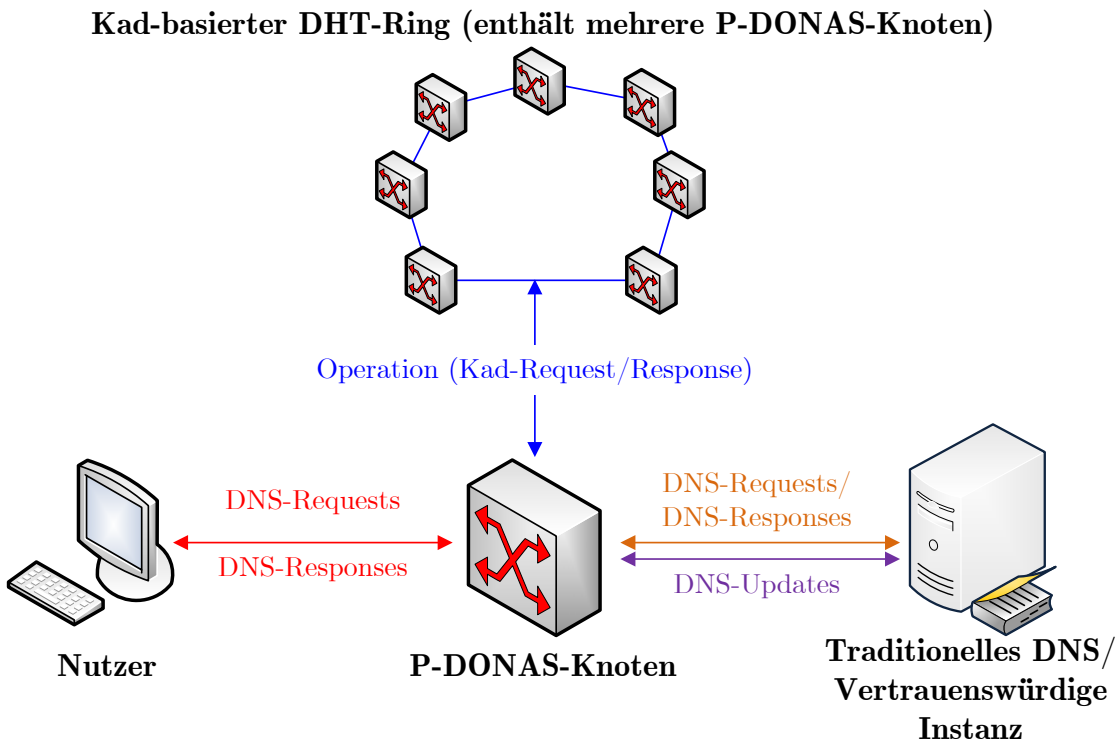 Kad-basierter DHT-Ring (enthält mehrere P-DONAS-Knoten)
Operation (Kad-Request/Response)
DNS-Requests
DNS-Responses
DNS-Requests/
DNS-Responses
DNS-Updates
Nutzer
P-DONAS-Knoten
Traditionelles DNS/
Vertrauenswürdige
Instanz